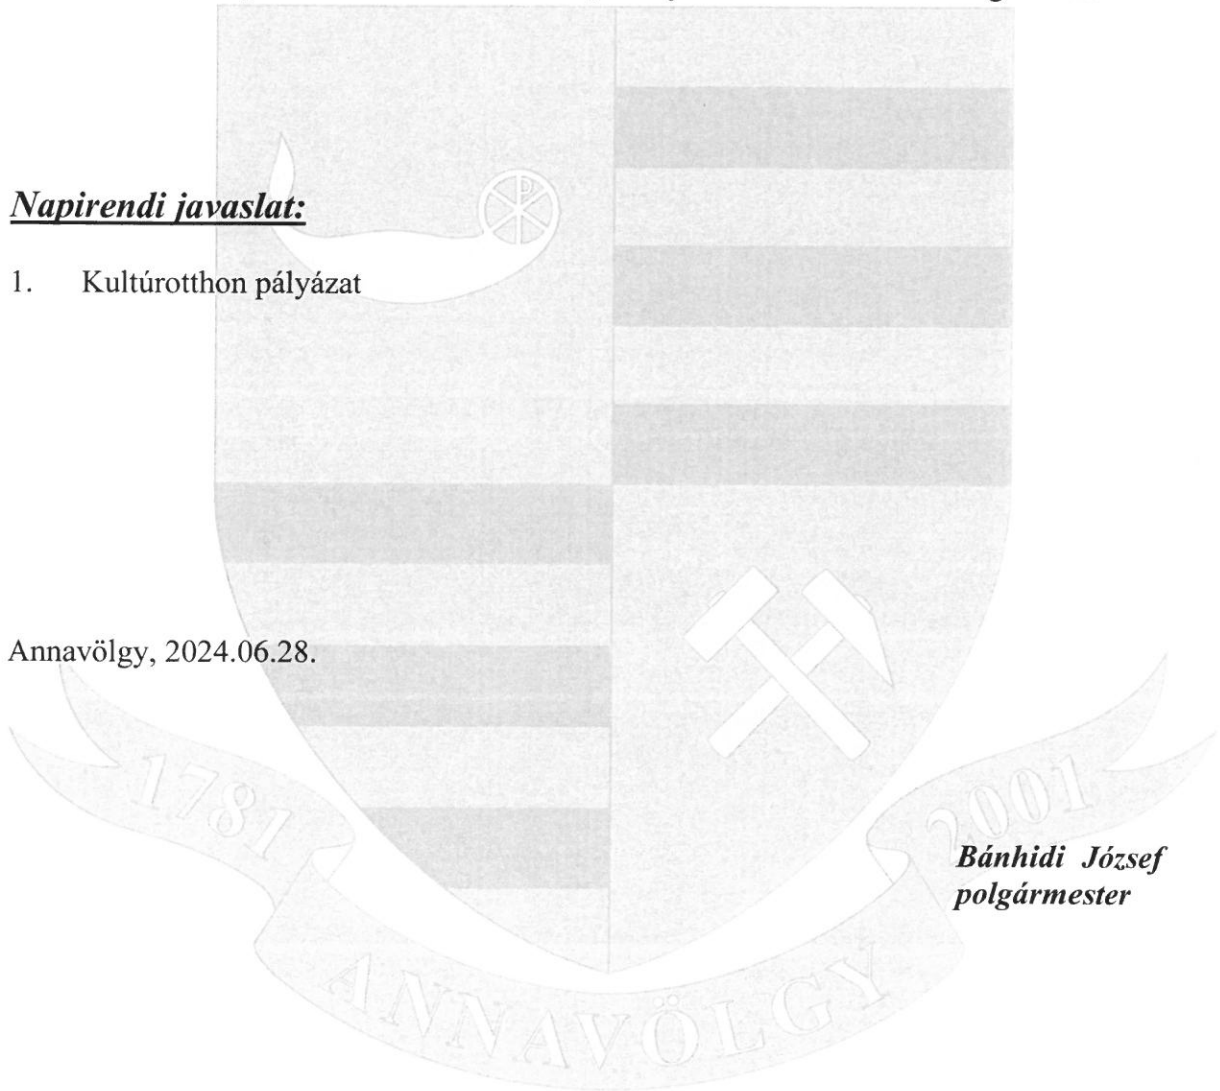 Napirendi javaslat:
1. Kultúrotthon pályázat
Annavölgy, 2024.06.28.
1781
2001
Bánhidi József
polgármester
ANNAVÖLGY